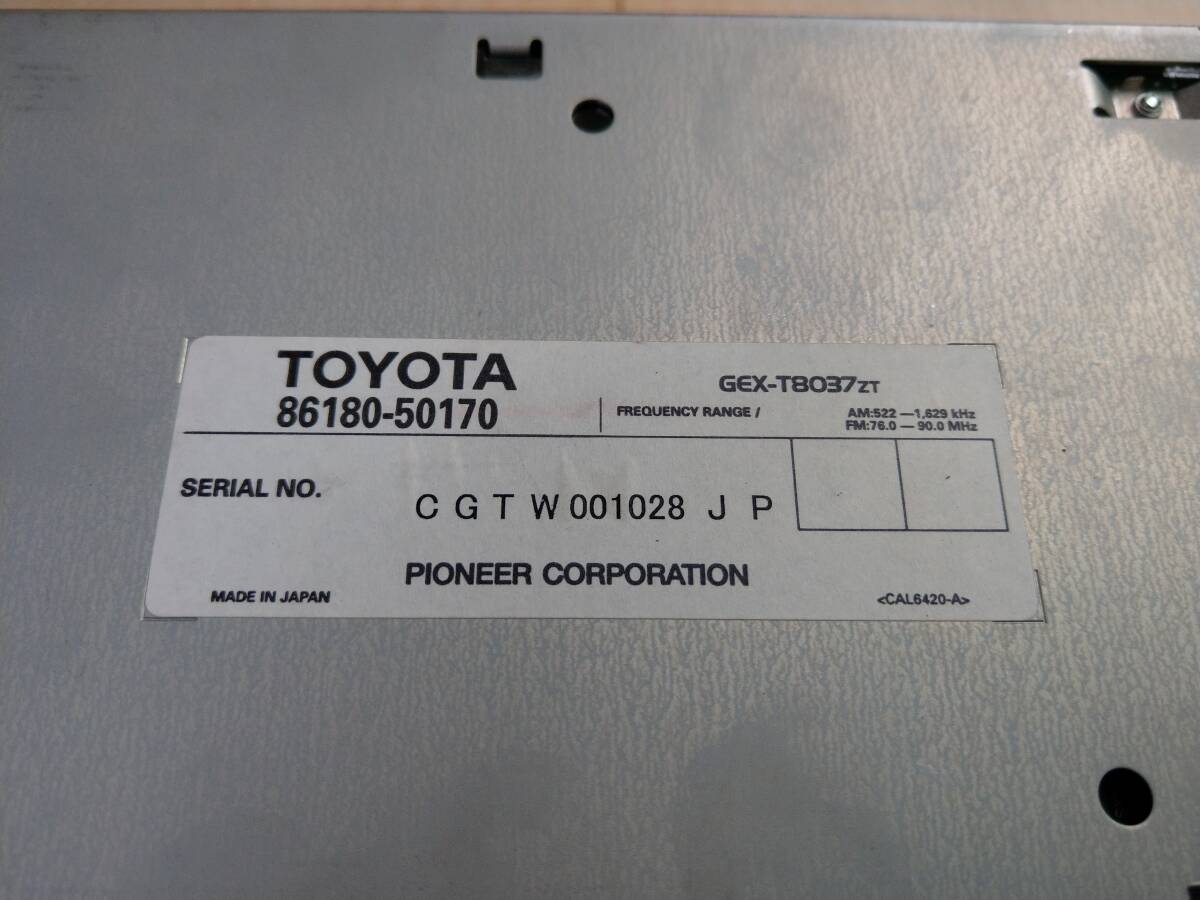 TOYOTA
GEX-T8037ZT
86180-50170
FREQUENCY RANGE / AM:522 —1,629 kHz
FM:76.0 — 90.0 MHz
SERIAL NO.
C G T W 001028 J P
PIONEER CORPORATION
MADE IN JAPAN
<CAL6420-A>